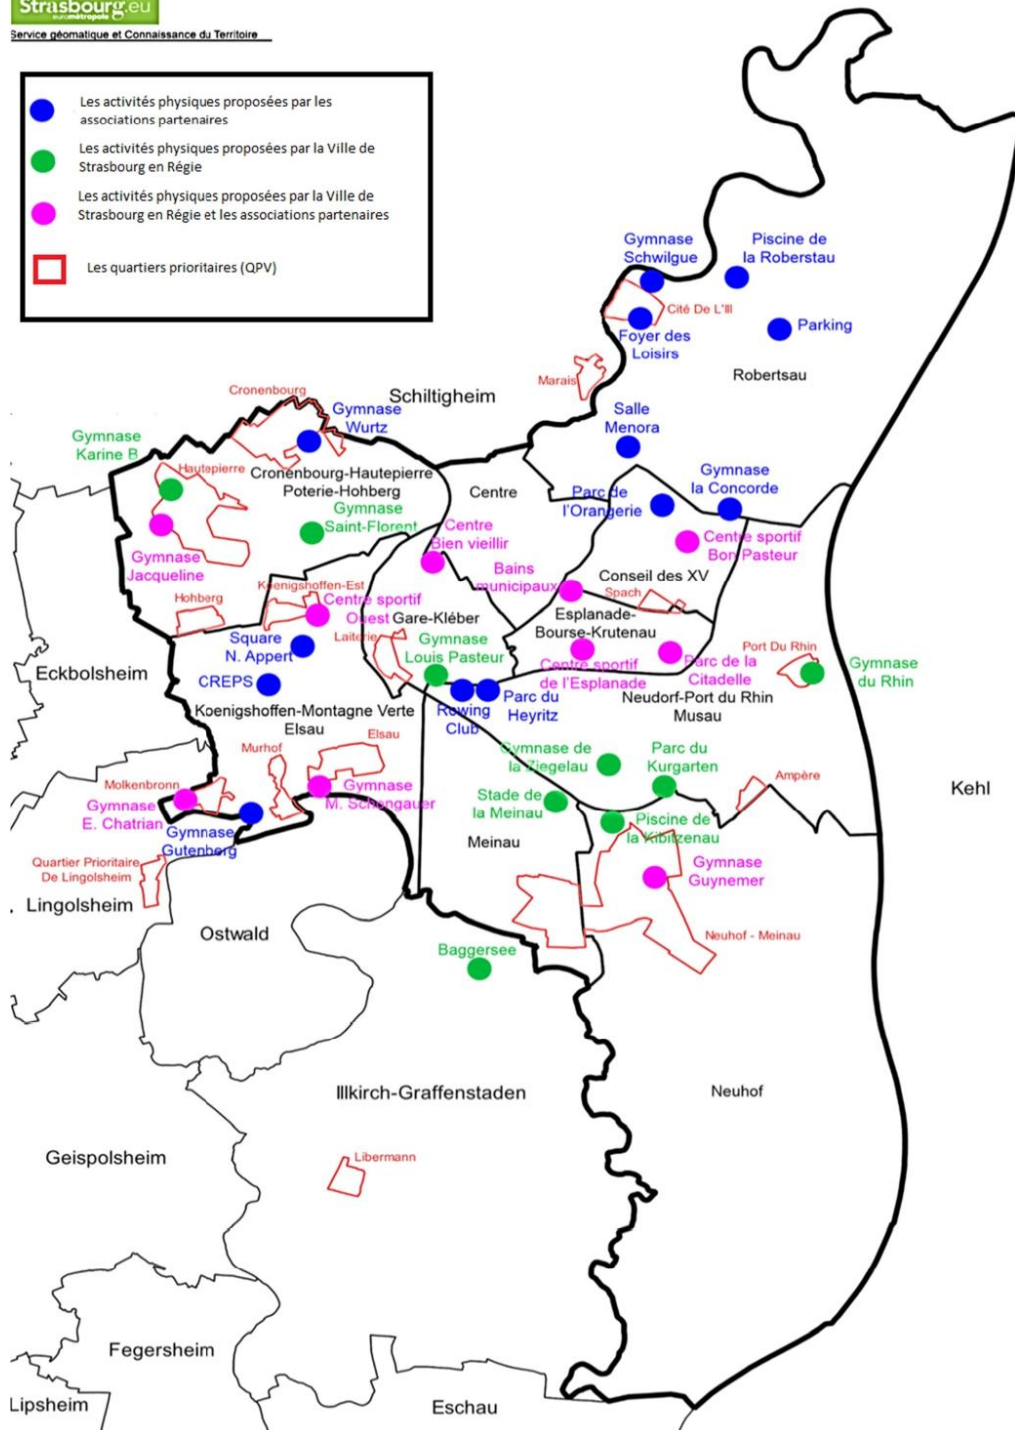 Strasbourg.eu
eurométropole
Service géomatique et Connaissance du Territoire
Les activités physiques proposées par les
associations partenaires
Les activités physiques proposées par la Ville de
Strasbourg en Régie
Les activités physiques proposées par la Ville de
Strasbourg en Régie et les associations partenaires
Les quartiers prioritaires (QPV)
Gymnase
Schwilgue
Piscine de
la Roberstau
Cité De L'Ill
Foyer des
Loisirs
Parking
Robertsau
Marais
Schiltigheim
Cronenbourg
Gymnase
Wurtz
Salle
Menora
Gymnase
Karine B
Hautepierre
Cronenbourg-Hautepierre
Poterie-Hohberg
Centre
Gymnase
la Concorde
Parc de
l'Orangerie
Gymnase
Saint-Florent
Centre
Bien vieillir
Centre sportif
Bon Pasteur
Gymnase
Jacqueline
Bains
municipaux
Conseil des XV
Koenigshoffen-Est
Hohberg
Centre sportif
Ouest
Spach
Gare-Kléber
Esplanade-
Bourse-Krutenau
Laiterie
Square
N. Appert
Gymnase
Louis Pasteur
Centre sportif
de l'Esplanade
Parc de la
Citadelle
Port Du Rhin
Gymnase
du Rhin
Eckbolsheim
CREPS
Rowing
Club
Parc du
Heyritz
Neudorf-Port du Rhin
Musau
Koenigshoffen-Montagne Verte
Elsau
Elsau
Murhof
Gymnase de
la Ziegelau
Parc du
Kurgarten
Ampère
Kehl
Molkenbronn
Gymnase
E. Chatrian
Gymnase
M. Schongauer
Stade de
la Meinau
Gymnase
Gutenberg
Piscine de
la Kibitzenau
Meinau
Quartier Prioritaire
De Lingolsheim
Gymnase
Guynemer
Lingolsheim
Ostwald
Neuhof - Meinau
Baggersee
Illkirch-Graffenstaden
Neuhof
Geispolsheim
Libermann
Fegersheim
Lipsheim
Eschau